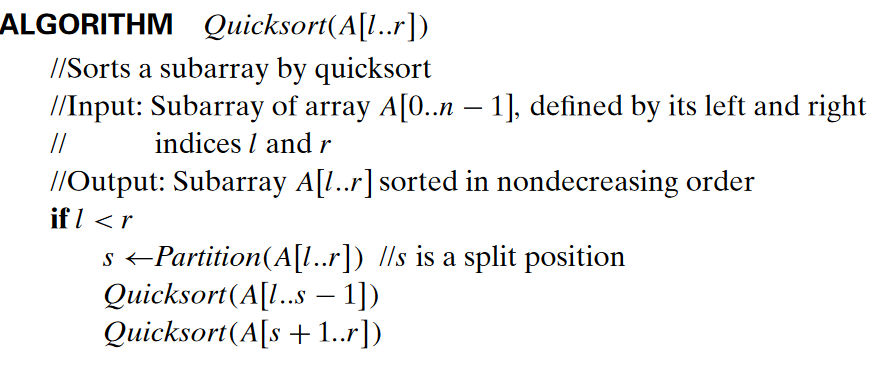 ALGORITHM Quicksort(A[l..r])
//Sorts a subarray by quicksort
//Input: Subarray of array A[0..n − 1], defined by its left and right
// indices l and r
//Output: Subarray A[l..r] sorted in nondecreasing order
if l < r
s ←Partition(A[l..r]) //s is a split position
Quicksort(A[l..s − 1])
Quicksort(A[s + 1..r])